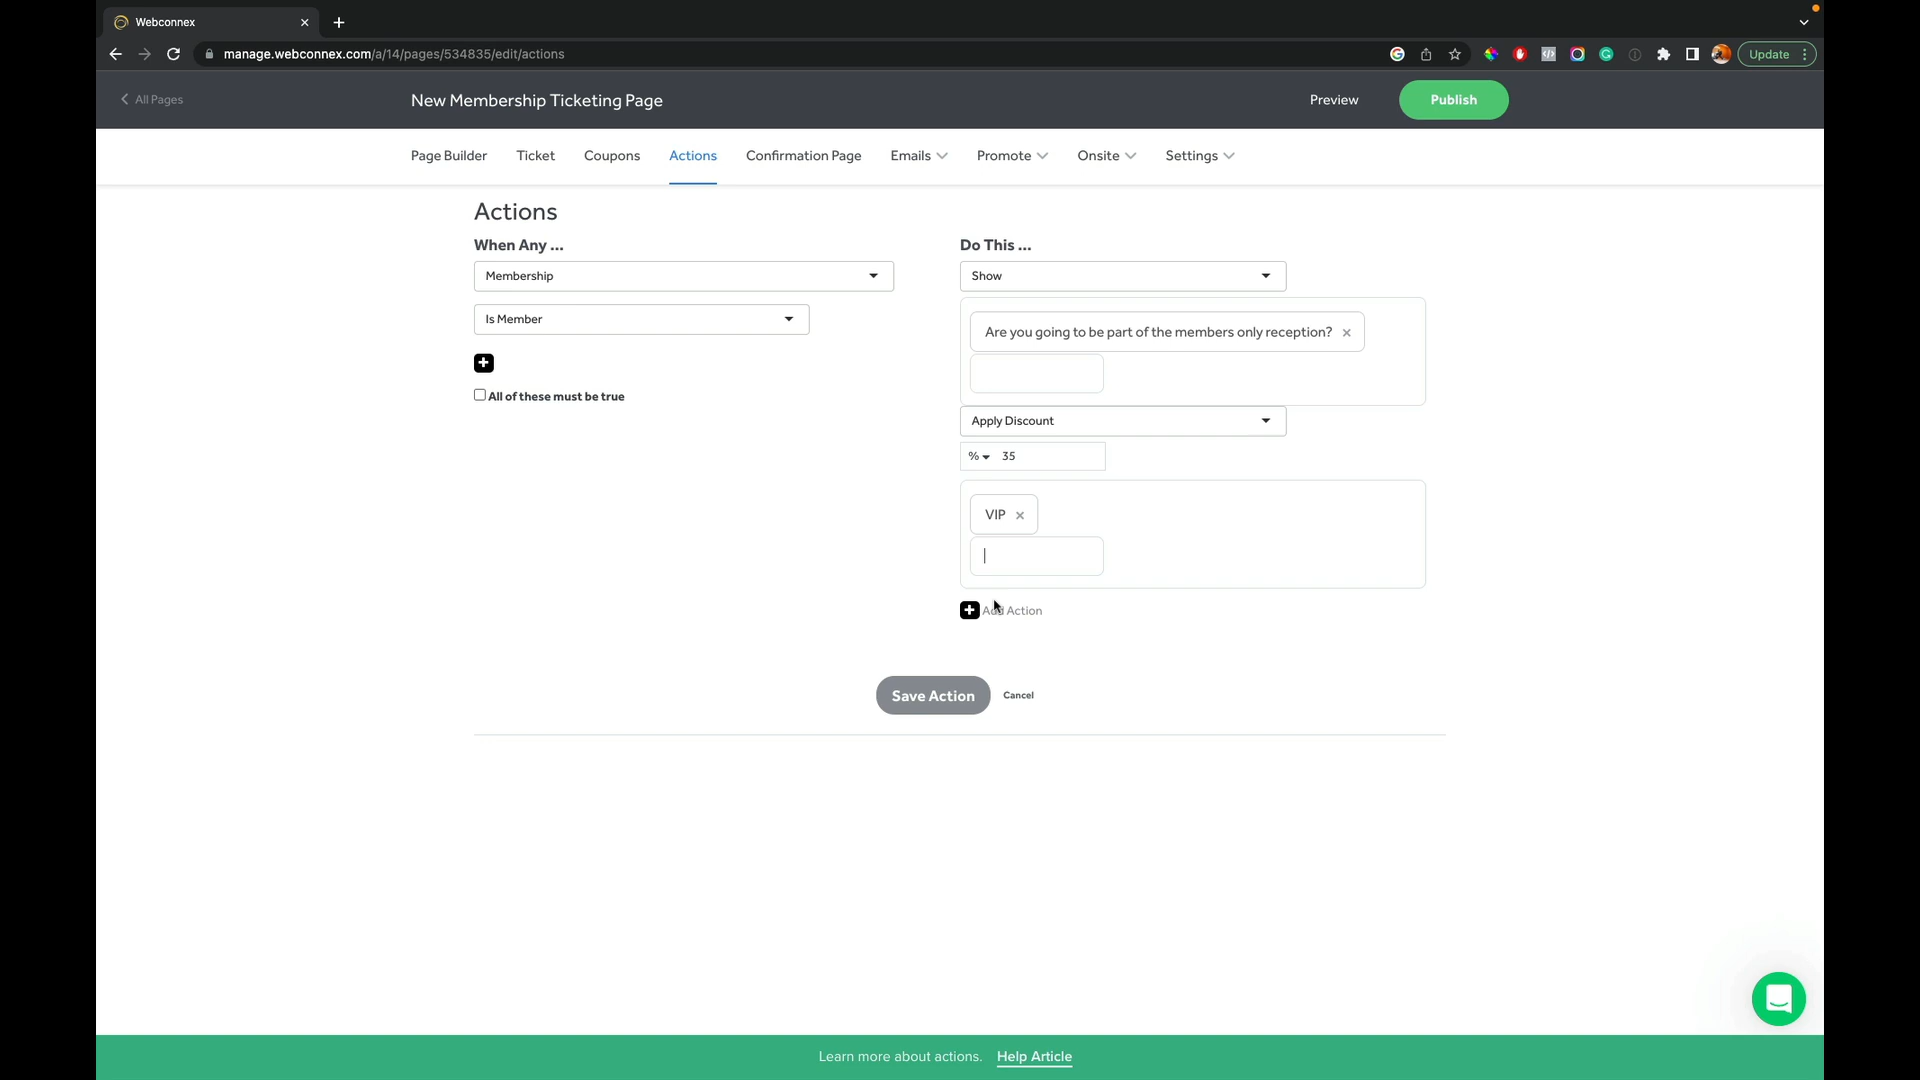 Webconnex
manage.webconnex.com/a/14/pages/534835/edit/actions
Update
All Pages
New Membership Ticketing Page
Preview
Publish
Page Builder
Ticket
Coupons
Actions
Confirmation Page
Emails
Promote
Onsite
Settings
Actions
When Any ...
Do This ...
Membership
Show
Is Member
Are you going to be part of the members only reception?
All of these must be true
Apply Discount
% 35
VIP
Add Action
Save Action
Cancel
Learn more about actions. Help Article